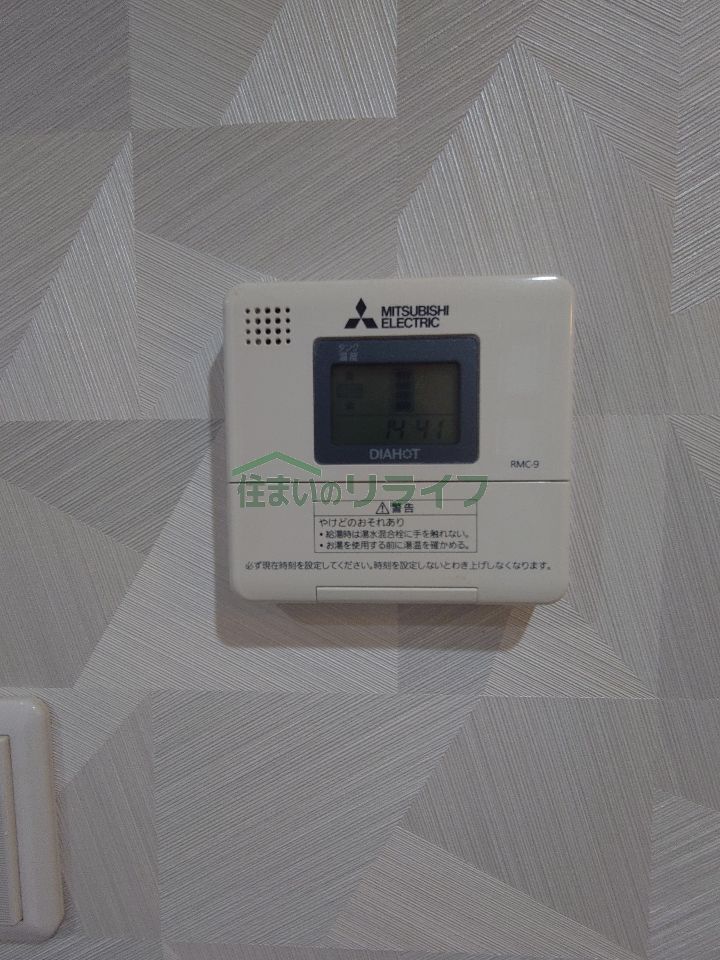 MITSUBISHI
ELECTRIC
タンク
温度
14 41
DIAHOT
RMC-9
住まいのリライフ
警告
やけどのおそれあり
・給湯時は湯水混合栓に手を触れない。
・お湯を使用する前に湯温を確かめる。
必ず現在時刻を設定してください。時刻を設定しないとわき上げしなくなります。